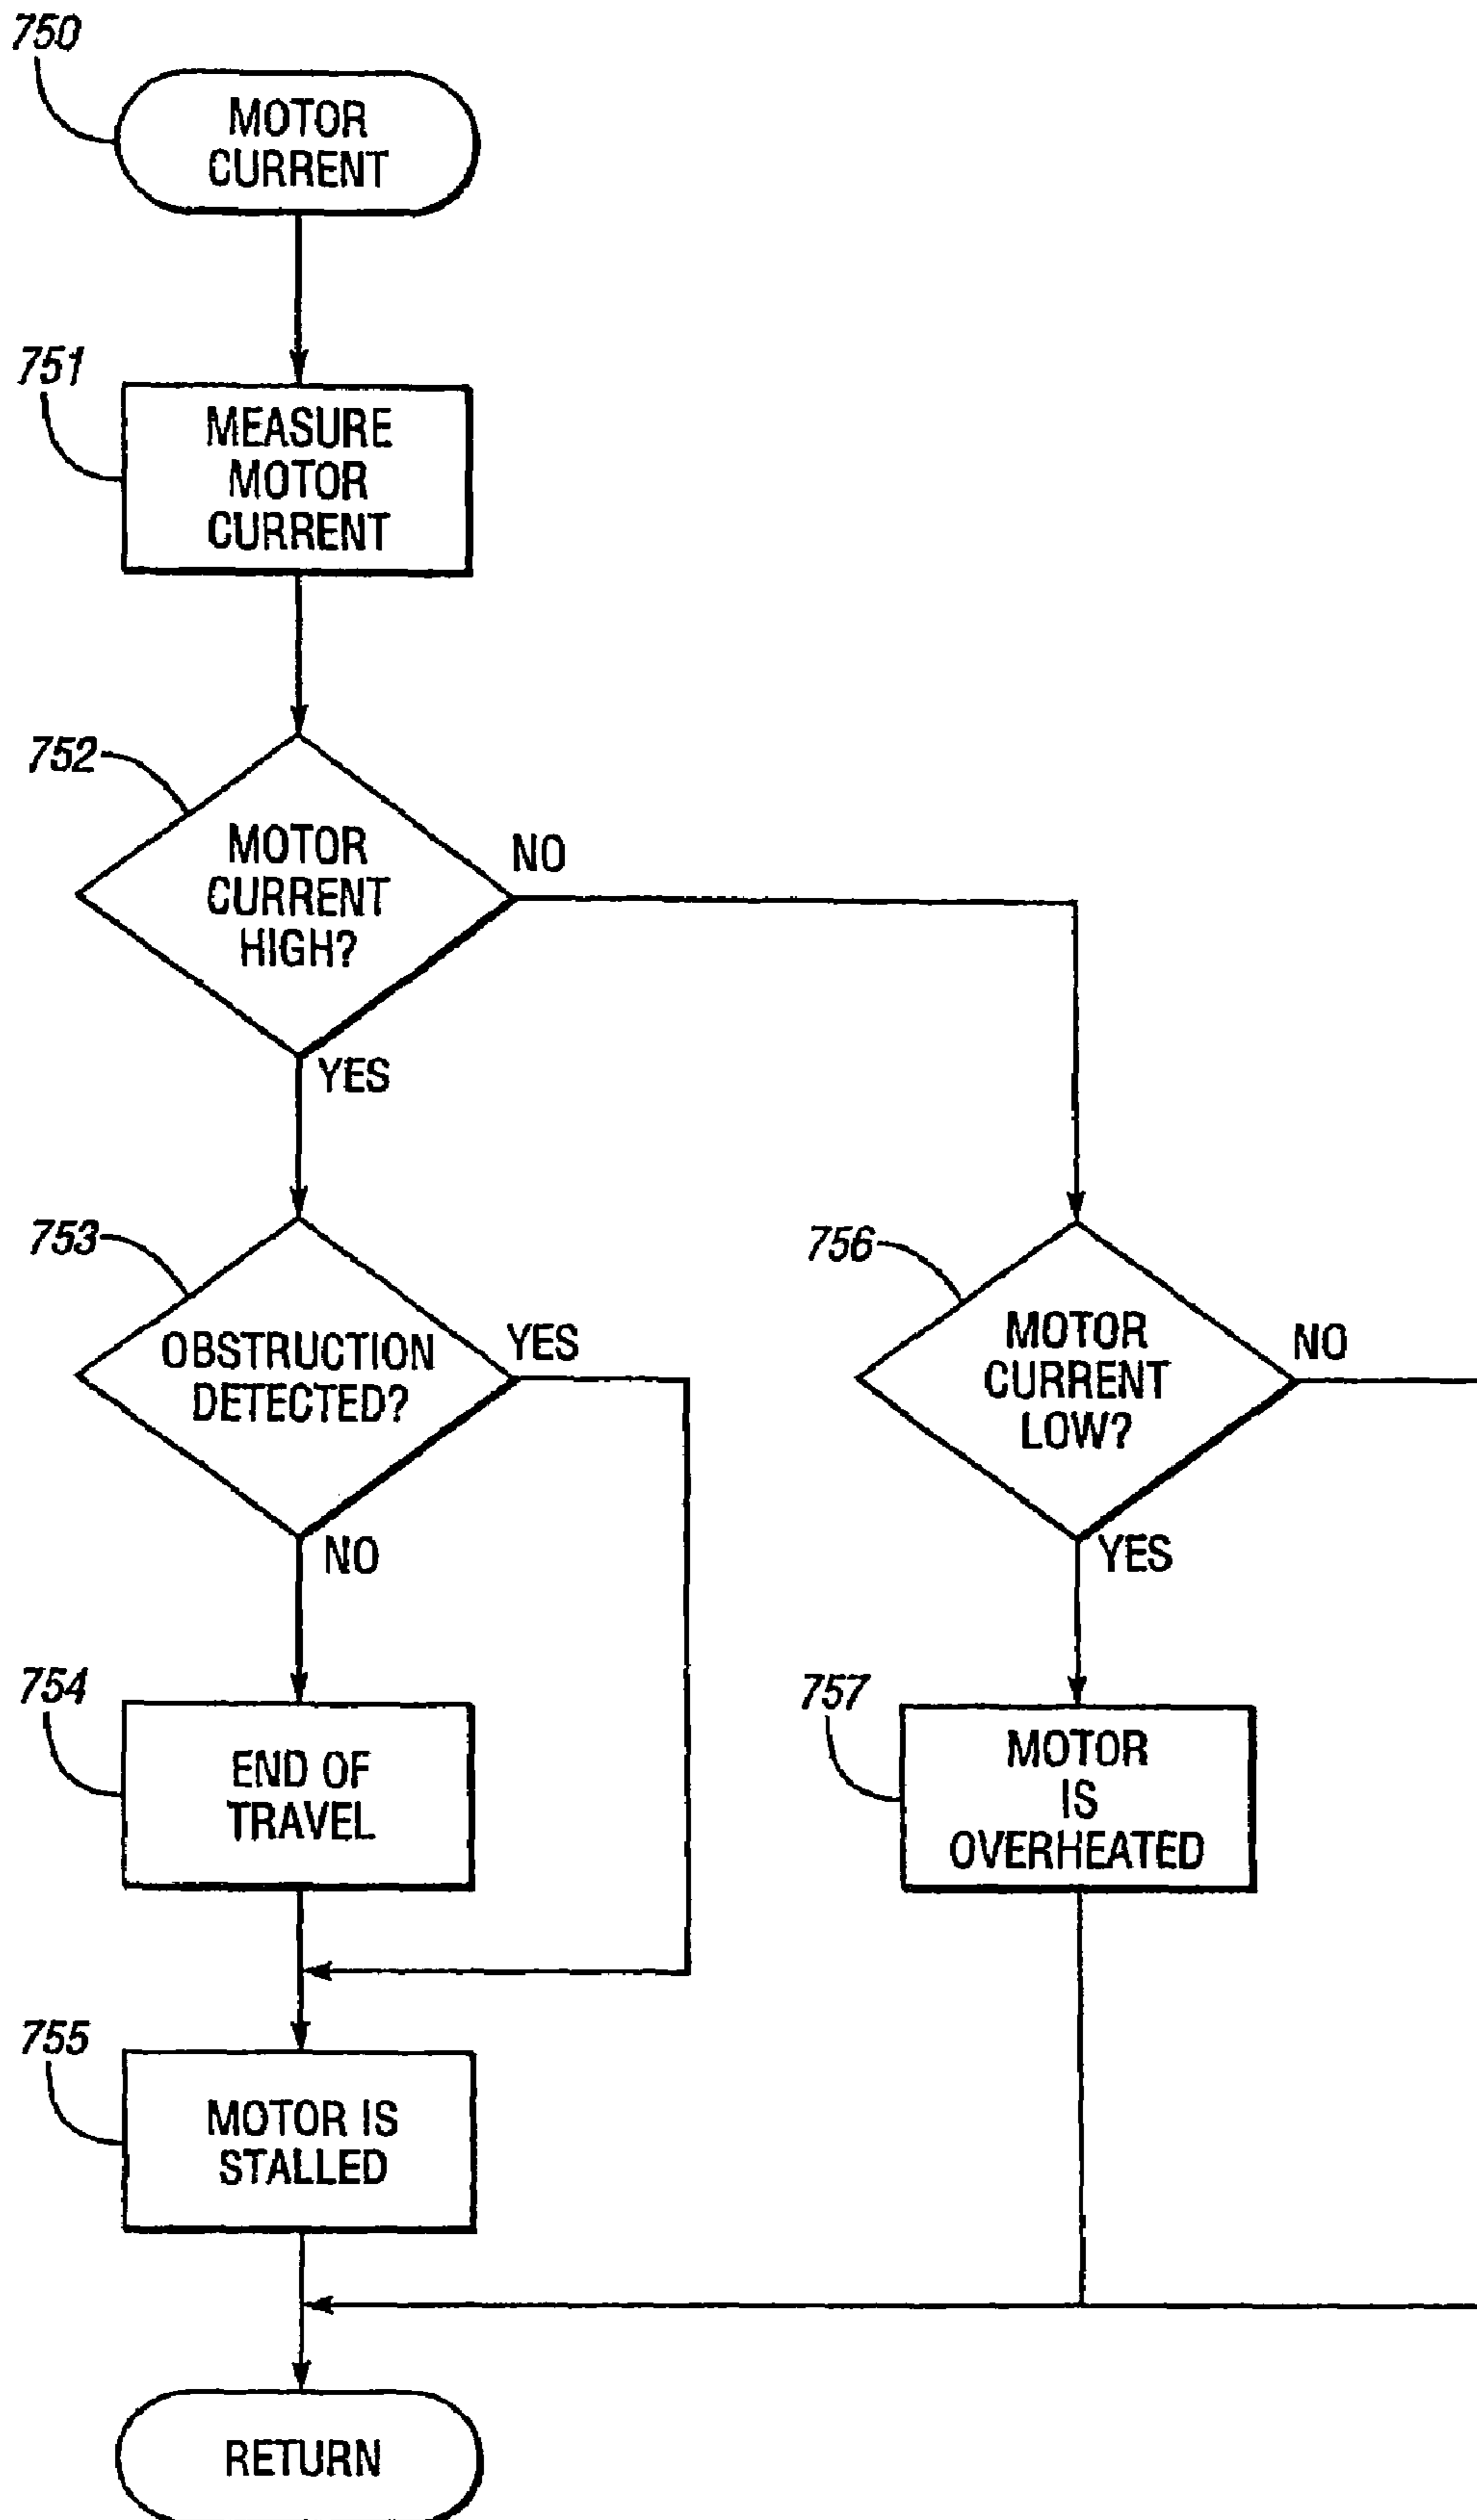 750
MOTOR
CURRENT
751
MEASURE
MOTOR
CURRENT
752
MOTOR
CURRENT
HIGH?
NO
YES
753
OBSTRUCTION
DETECTED?
YES
NO
756
MOTOR
CURRENT
LOW?
NO
YES
754
END OF
TRAVEL
757
MOTOR
IS
OVERHEATED
755
MOTOR IS
STALLED
RETURN